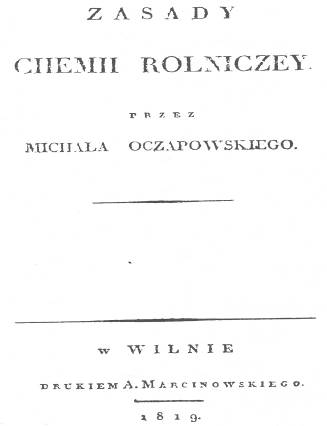 ZASADY
CHEMII ROLNICZEY.
PRZEZ
MICHAŁA OCZAPOWSKIEGO.
w WILNIE
DRUKIEM A. MARCINOWSKIEGO.
1819.